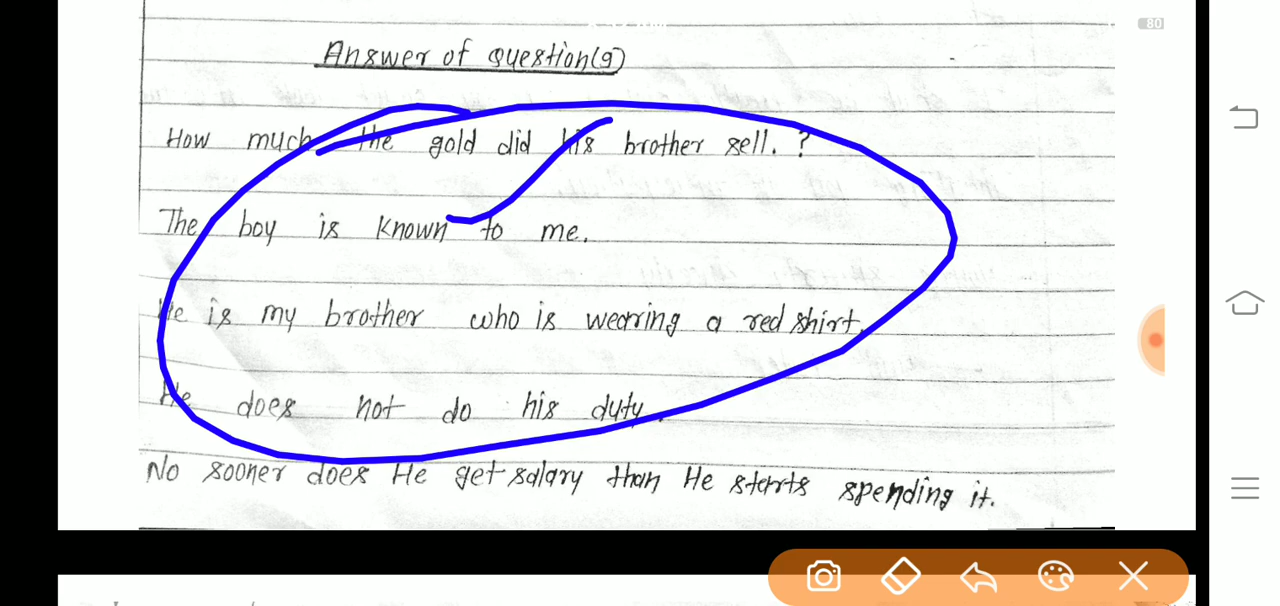 80
Answer of question(9)
How much the gold did his brother sell. ?
The boy is known to me.
He is my brother who is wearing a red shirt.
He does not do his duty.
No sooner does He get salary than He starts spending it.